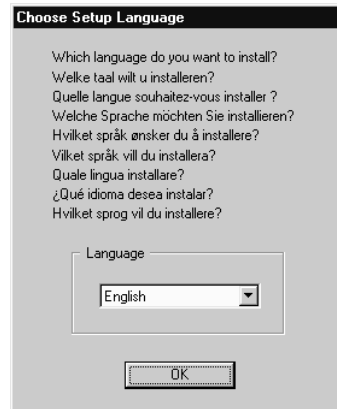 Choose Setup Language
Which language do you want to install?
Welke taal wilt u installeren?
Quelle langue souhaitez-vous installer ?
Welche Sprache möchten Sie installieren?
Hvilket språk ønsker du å installere?
Vilket språk vill du installera?
Quale lingua installare?
¿Qué idioma desea instalar?
Hvilket sprog vil du installere?
Language
English
OK